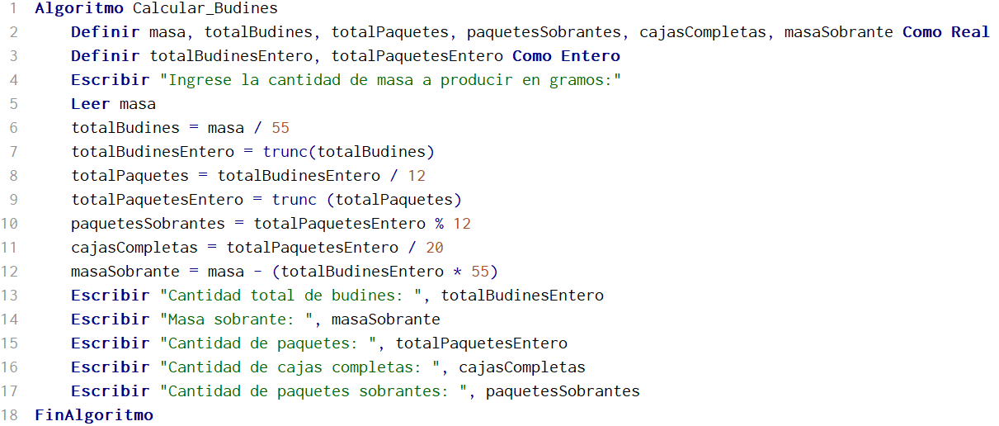 1 Algoritmo Calcular_Budines
2 Definir masa, totalBudines, totalPaquetes, paquetesSobrantes, cajasCompletas, masaSobrante Como Real
3 Definir totalBudinesEntero, totalPaquetesEntero Como Entero
4 Escribir "Ingrese la cantidad de masa a producir en gramos:"
5 Leer masa
6 totalBudines = masa / 55
7 totalBudinesEntero = trunc(totalBudines)
8 totalPaquetes = totalBudinesEntero / 12
9 totalPaquetesEntero = trunc (totalPaquetes)
10 paquetesSobrantes = totalPaquetesEntero % 12
11 cajasCompletas = totalPaquetesEntero / 20
12 masaSobrante = masa - (totalBudinesEntero * 55)
13 Escribir "Cantidad total de budines: ", totalBudinesEntero
14 Escribir "Masa sobrante: ", masaSobrante
15 Escribir "Cantidad de paquetes: ", totalPaquetesEntero
16 Escribir "Cantidad de cajas completas: ", cajasCompletas
17 Escribir "Cantidad de paquetes sobrantes: ", paquetesSobrantes
18 FinAlgoritmo